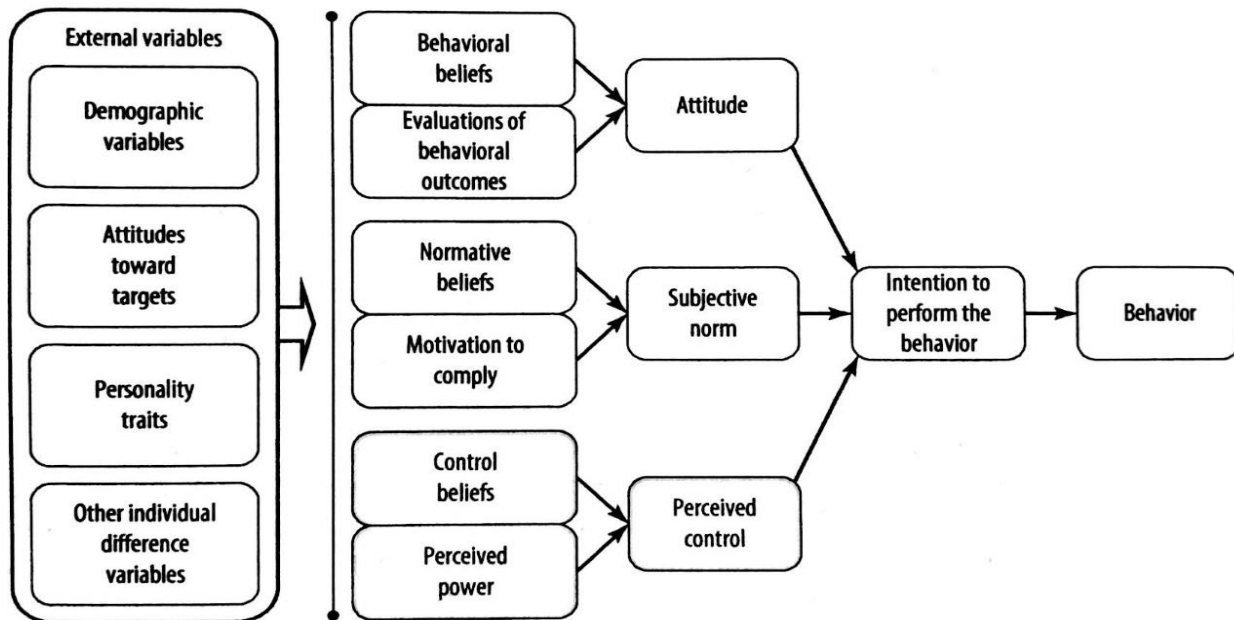 External variables
Demographic
variables
Attitudes
toward
targets
Personality
traits
Other individual
difference
variables
Behavioral
beliefs
Evaluations of
behavioral
outcomes
Normative
beliefs
Motivation to
comply
Control
beliefs
Perceived
power
Attitude
Subjective
norm
Perceived
control
Intention to
perform the
behavior
Behavior